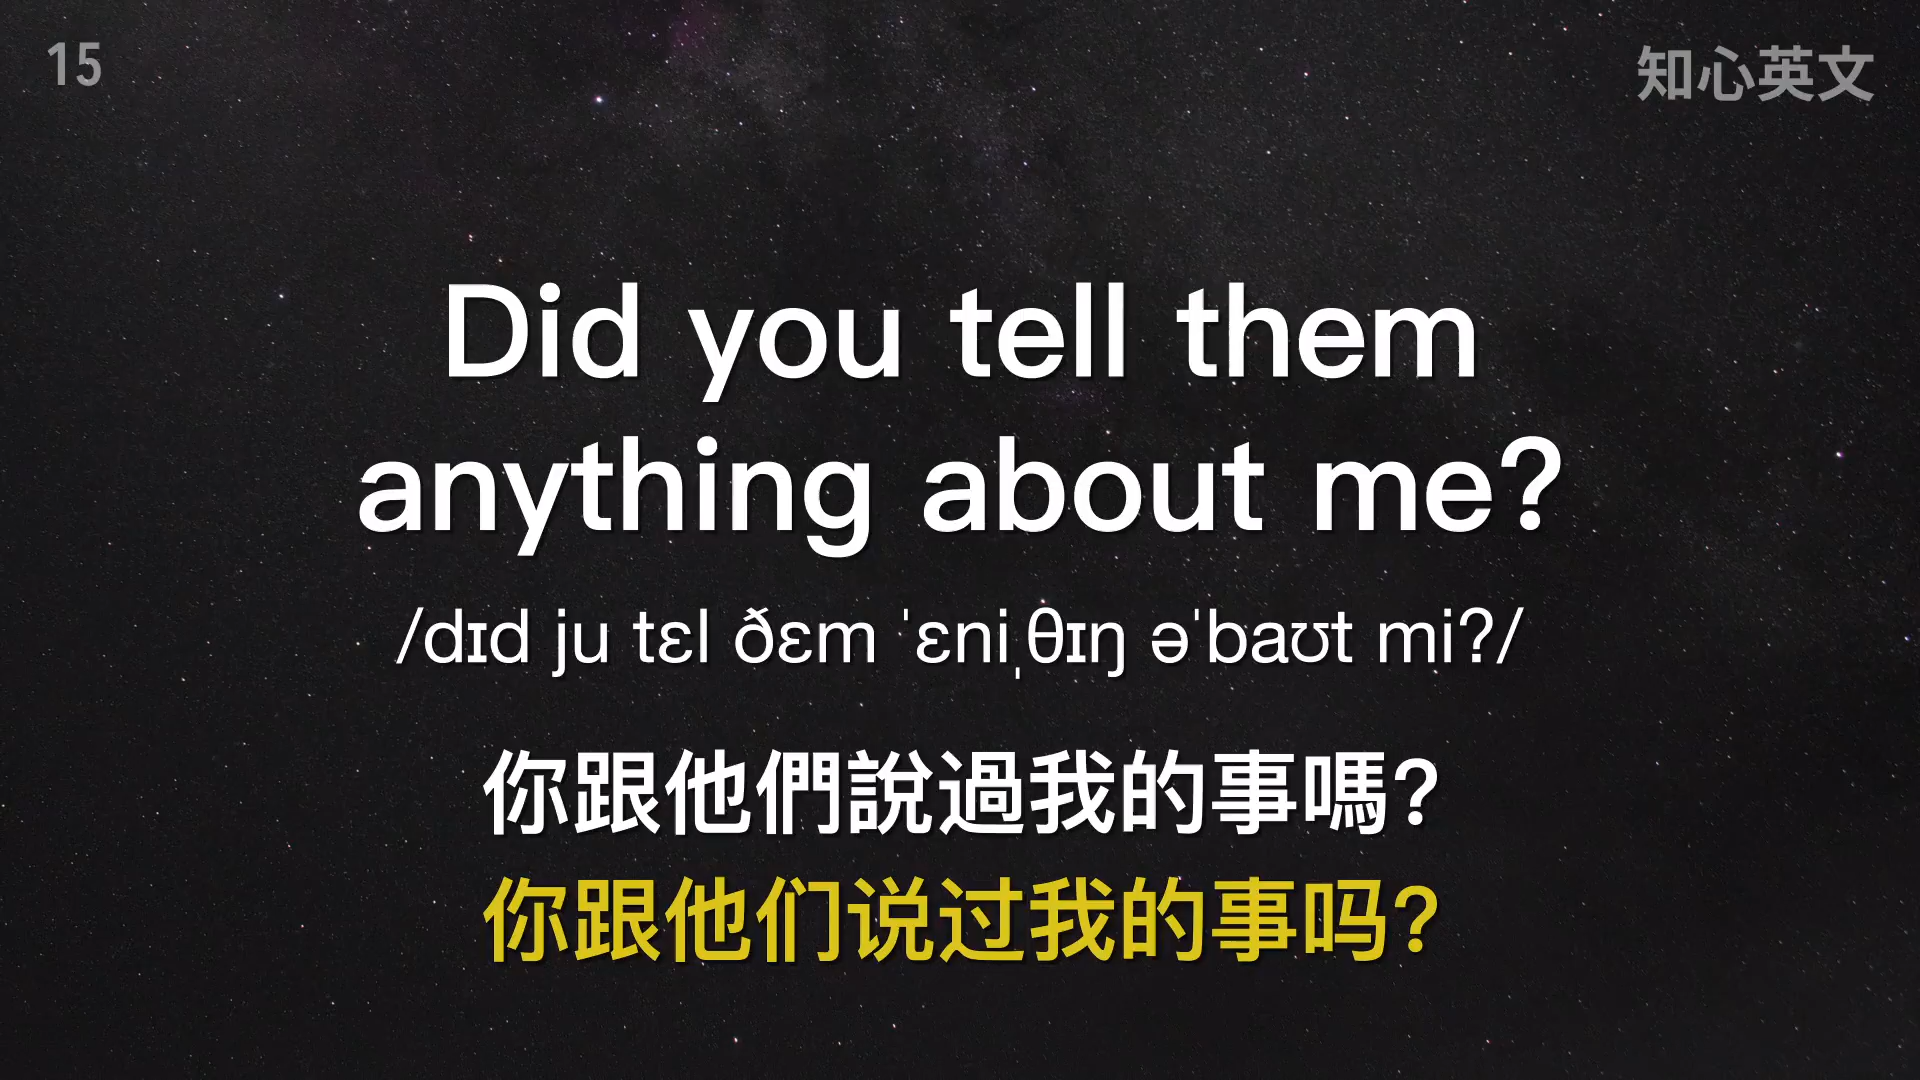 15
知心英文
Did you tell them
anything about me?
/dɪd ju tɛl ðɛm ˈɛniˌθɪŋ əˈbaʊt mi?/
你跟他們說過我的事嗎?
你跟他们说过我的事吗?